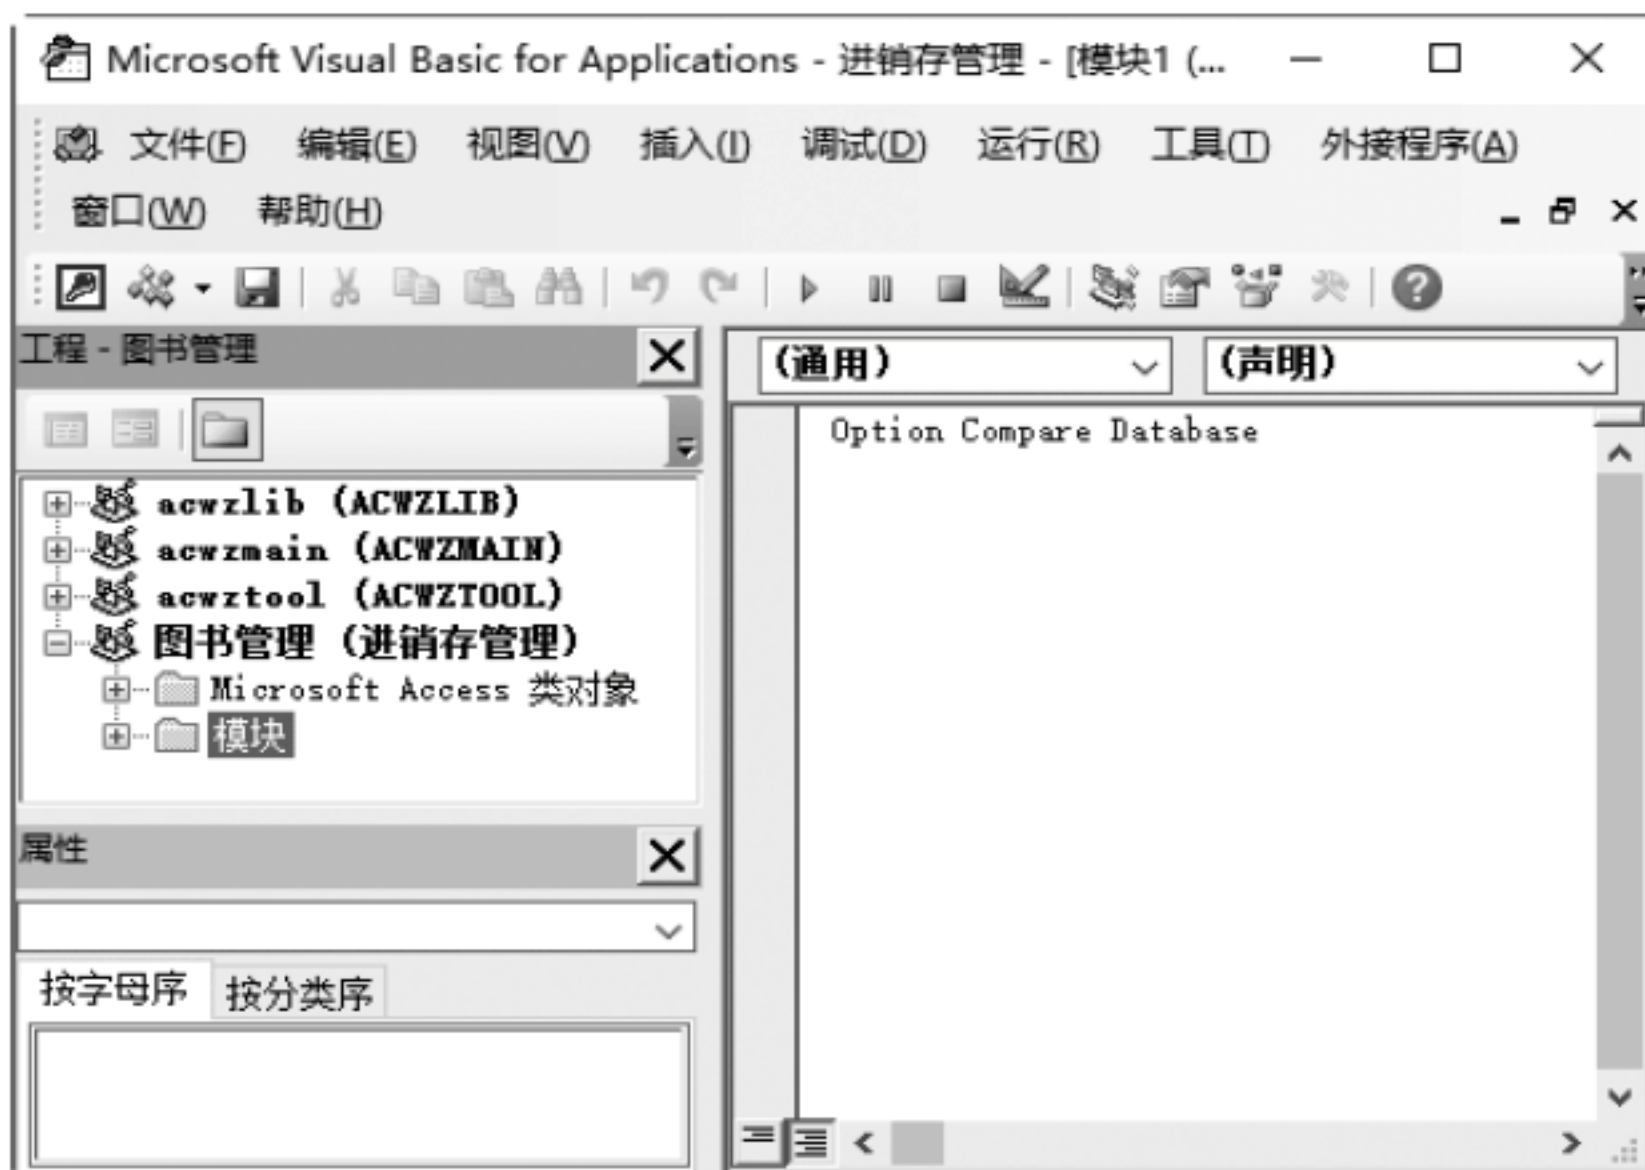 Microsoft Visual Basic for Applications - 进销存管理 - [模块1 (...
文件(F) 编辑(E) 视图(V) 插入(I) 调试(D) 运行(R) 工具(T) 外接程序(A)
窗口(W) 帮助(H)
工程 - 图书管理
(通用) (声明)
Option Compare Database
acwzlib (ACWZLIB)
acwzmain (ACWZMAIN)
acwztool (ACWZTOOL)
图书管理 (进销存管理)
Microsoft Access 类对象
模块
属性
按字母序 按分类序